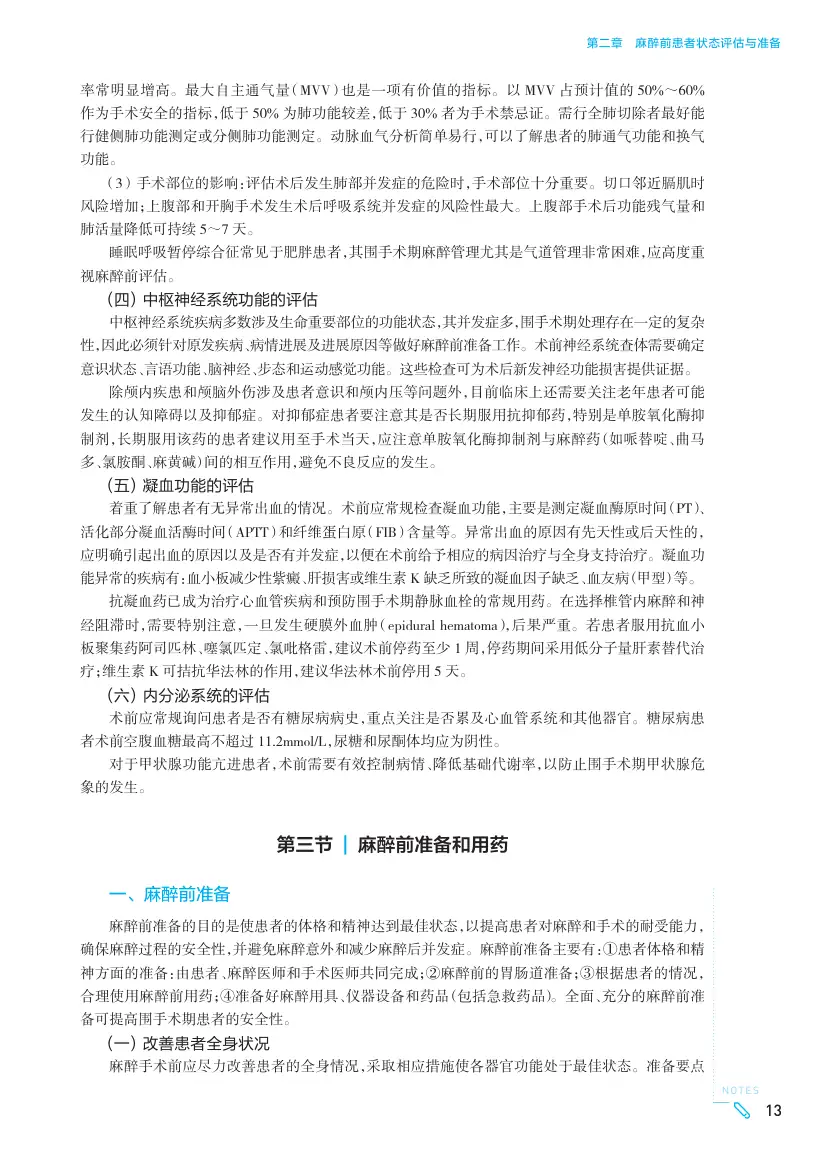 第二章　麻醉前患者状态评估与准备
率常明显增高。最大自主通气量（MVV）也是一项有价值的指标。以 MVV 占预计值的 50%～60%
作为手术安全的指标，低于 50% 为肺功能较差，低于 30% 者为手术禁忌证。需行全肺切除者最好能
行健侧肺功能测定或分侧肺功能测定。动脉血气分析简单易行，可以了解患者的肺通气功能和换气
功能。
（3）手术部位的影响：评估术后发生肺部并发症的危险时，手术部位十分重要。切口邻近膈肌时
风险增加；上腹部和开胸手术发生术后呼吸系统并发症的风险性最大。上腹部手术后功能残气量和
肺活量降低可持续 5～7 天。
睡眠呼吸暂停综合征常见于肥胖患者，其围手术期麻醉管理尤其是气道管理非常困难，应高度重
视麻醉前评估。
（四）中枢神经系统功能的评估
中枢神经系统疾病多数涉及生命重要部位的功能状态，其并发症多，围手术期处理存在一定的复杂
性，因此必须针对原发疾病、病情进展及进展原因等做好麻醉前准备工作。术前神经系统查体需要确定
意识状态、言语功能、脑神经、步态和运动感觉功能。这些检查可为术后新发神经功能损害提供证据。
除颅内疾患和颅脑外伤涉及患者意识和颅内压等问题外，目前临床上还需要关注老年患者可能
发生的认知障碍以及抑郁症。对抑郁症患者要注意其是否长期服用抗抑郁药，特别是单胺氧化酶抑
制剂，长期服用该药的患者建议用至手术当天，应注意单胺氧化酶抑制剂与麻醉药（如哌替啶、曲马
多、氯胺酮、麻黄碱）间的相互作用，避免不良反应的发生。
（五）凝血功能的评估
着重了解患者有无异常出血的情况。术前应常规检查凝血功能，主要是测定凝血酶原时间（PT）、
活化部分凝血活酶时间（APTT）和纤维蛋白原（FIB）含量等。异常出血的原因有先天性或后天性的，
应明确引起出血的原因以及是否有并发症，以便在术前给予相应的病因治疗与全身支持治疗。凝血功
能异常的疾病有：血小板减少性紫癜、肝损害或维生素 K 缺乏所致的凝血因子缺乏、血友病（甲型）等。
抗凝血药已成为治疗心血管疾病和预防围手术期静脉血栓的常规用药。在选择椎管内麻醉和神
经阻滞时，需要特别注意，一旦发生硬膜外血肿（epidural hematoma），后果严重。若患者服用抗血小
板聚集药阿司匹林、噻氯匹定、氯吡格雷，建议术前停药至少 1 周，停药期间采用低分子量肝素替代治
疗；维生素 K 可拮抗华法林的作用，建议华法林术前停用 5 天。
（六）内分泌系统的评估
术前应常规询问患者是否有糖尿病病史，重点关注是否累及心血管系统和其他器官。糖尿病患
者术前空腹血糖最高不超过 11.2mmol/L，尿糖和尿酮体均应为阴性。
对于甲状腺功能亢进患者，术前需要有效控制病情、降低基础代谢率，以防止围手术期甲状腺危
象的发生。
第三节 | 麻醉前准备和用药
一、麻醉前准备
麻醉前准备的目的是使患者的体格和精神达到最佳状态，以提高患者对麻醉和手术的耐受能力，
确保麻醉过程的安全性，并避免麻醉意外和减少麻醉后并发症。麻醉前准备主要有：①患者体格和精
神方面的准备：由患者、麻醉医师和手术医师共同完成；②麻醉前的胃肠道准备；③根据患者的情况，
合理使用麻醉前用药；④准备好麻醉用具、仪器设备和药品（包括急救药品）。全面、充分的麻醉前准
备可提高围手术期患者的安全性。
（一）改善患者全身状况
麻醉手术前应尽力改善患者的全身情况，采取相应措施使各器官功能处于最佳状态。准备要点
NOTES
13